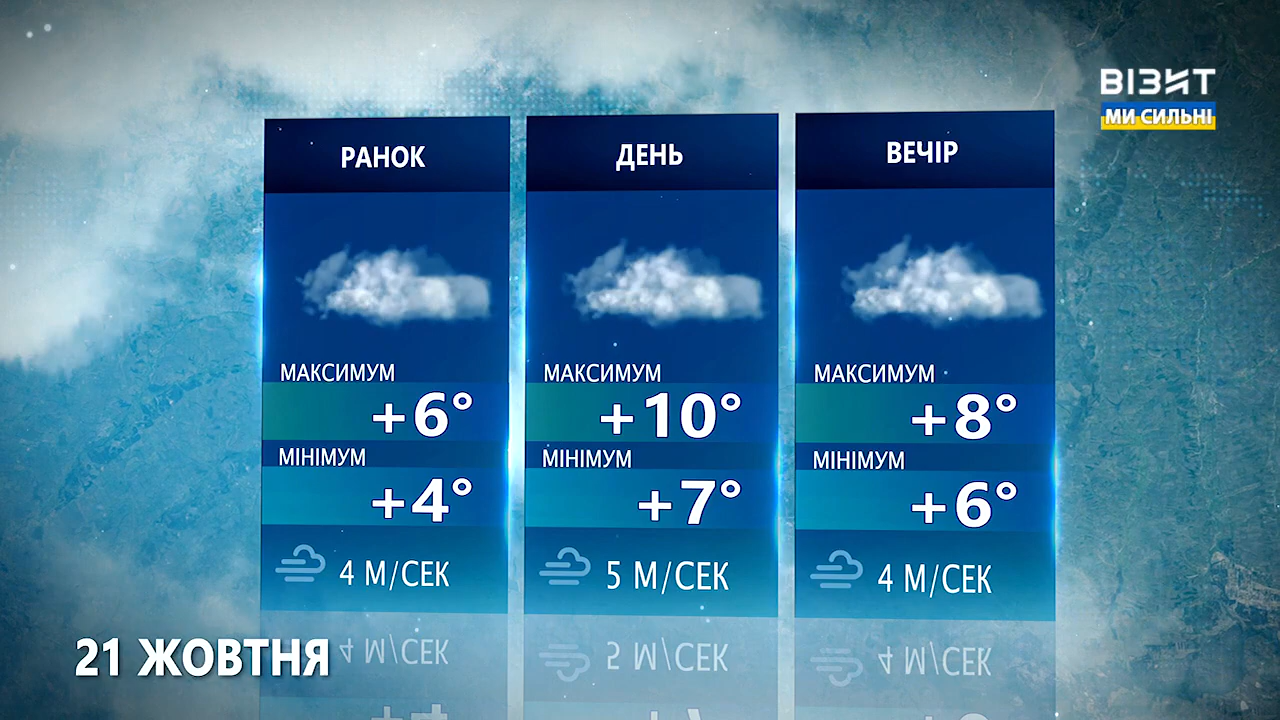 ВІЗИТ
МИ СИЛЬНІ
РАНОК
МАКСИМУМ
+6°
МІНІМУМ
+4°
4 М/СЕК
ДЕНЬ
МАКСИМУМ
+10°
МІНІМУМ
+7°
5 М/СЕК
ВЕЧІР
МАКСИМУМ
+8°
МІНІМУМ
+6°
4 М/СЕК
21 ЖОВТНЯ